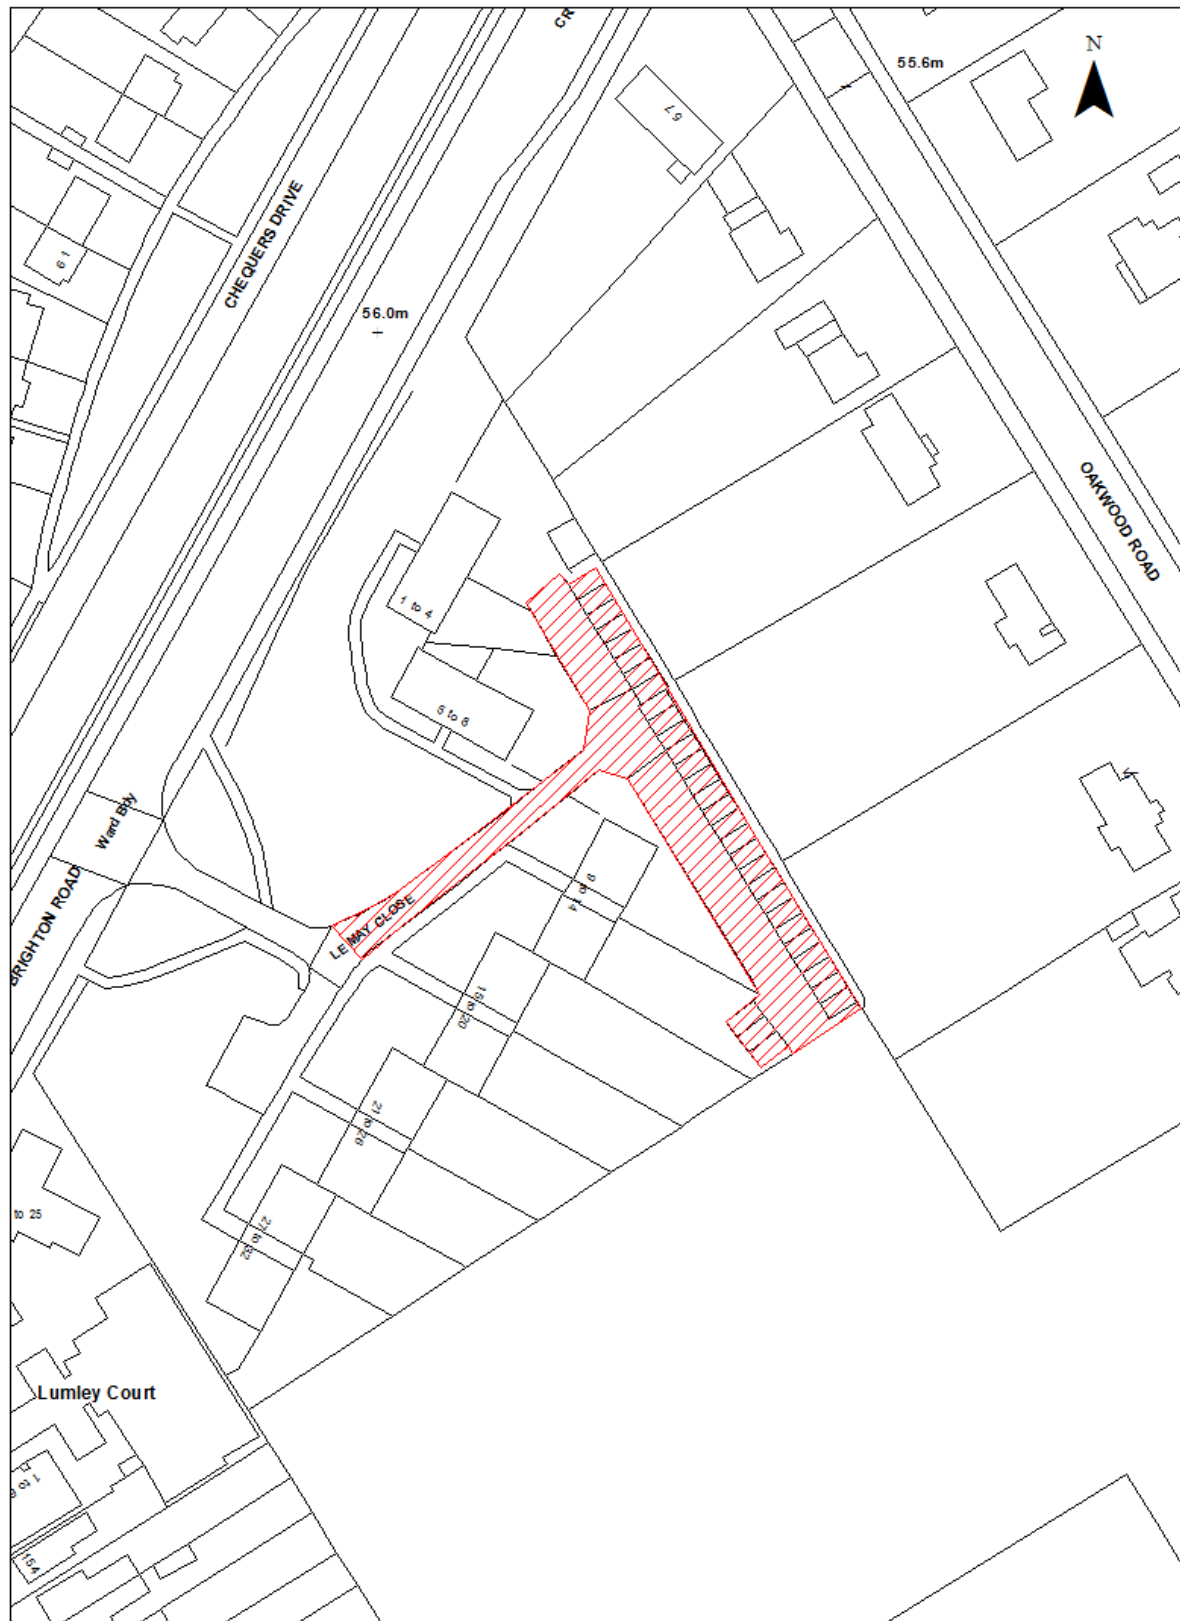 CR
55.6m
N
67
61
CHEQUERS DRIVE
56.0m
OAKWOOD ROAD
1 to 4
5 to 8
Ward Bdy
BRIGHTON ROAD
LE MAY CLOSE
9 to 14
15 to 20
21 to 26
27 to 32
to 25
Lumley Court
154